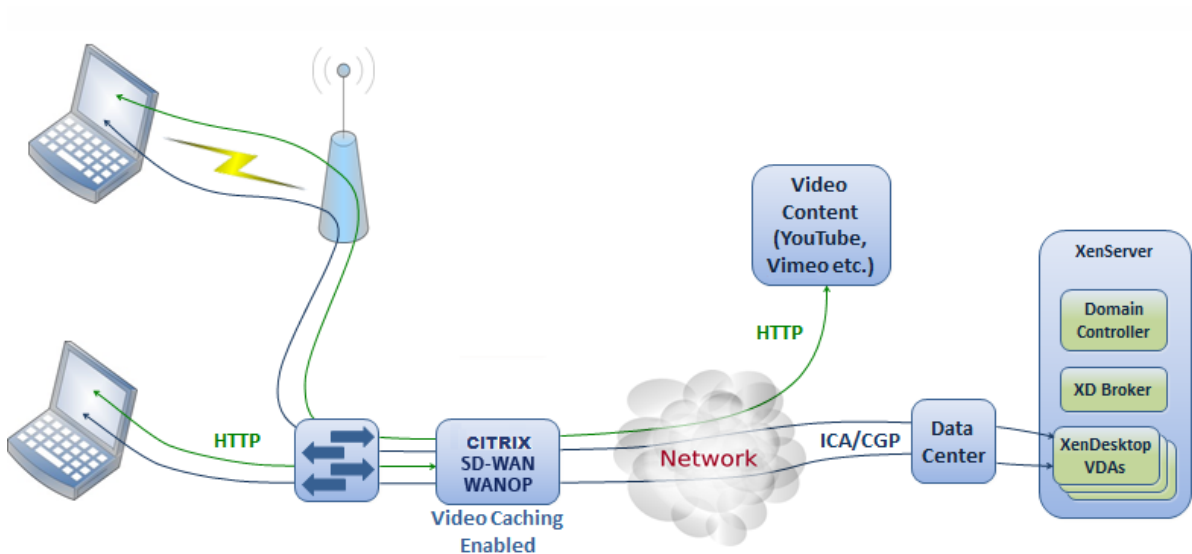 Video
Content
(YouTube,
Vimeo etc.)
XenServer
Domain
Controller
XD Broker
XenDesktop
VDAs
HTTP
HTTP
CITRIX
SD-WAN
WANOP
Video Caching
Enabled
Network
ICA/CGP
Data
Center